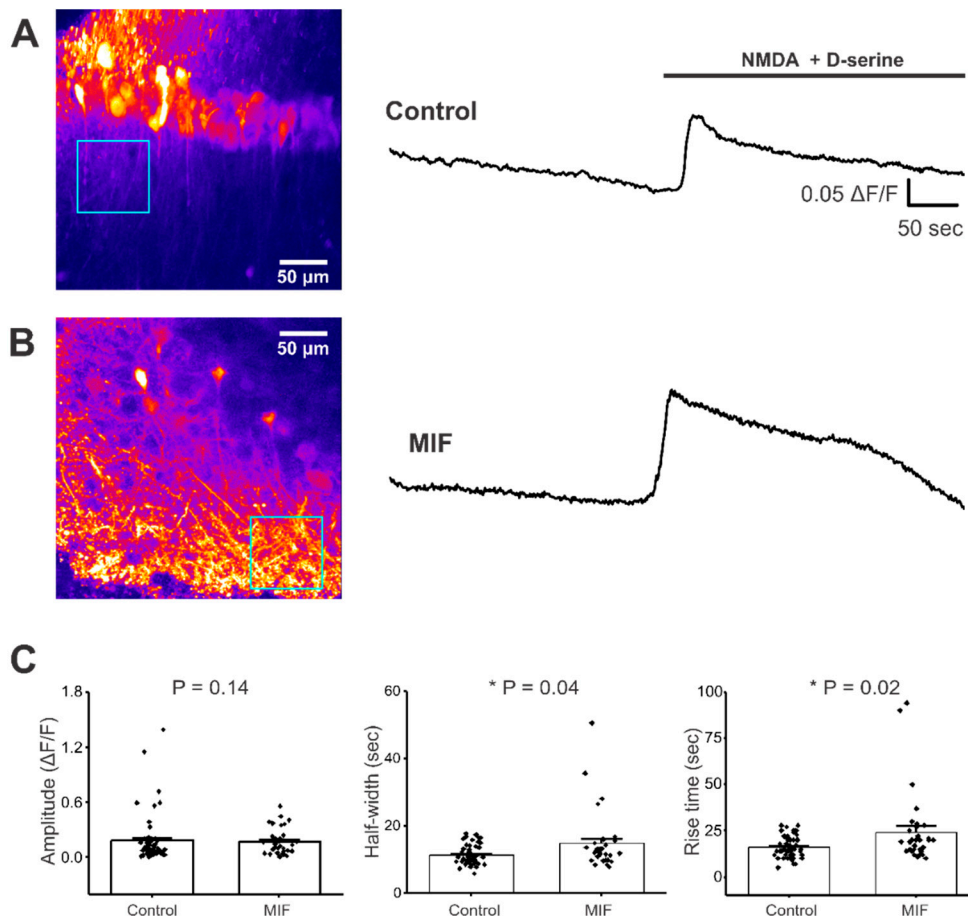 A
50 µm
NMDA + D-serine
Control
0.05 ΔF/F
50 sec
B
50 µm
MIF
C
P = 0.14
Amplitude (ΔF/F)
1.8
1.2
0.6
0.0
Control MIF
* P = 0.04
Half-width (sec)
60
40
20
0
Control MIF
* P = 0.02
Rise time (sec)
100
75
50
25
0
Control MIF